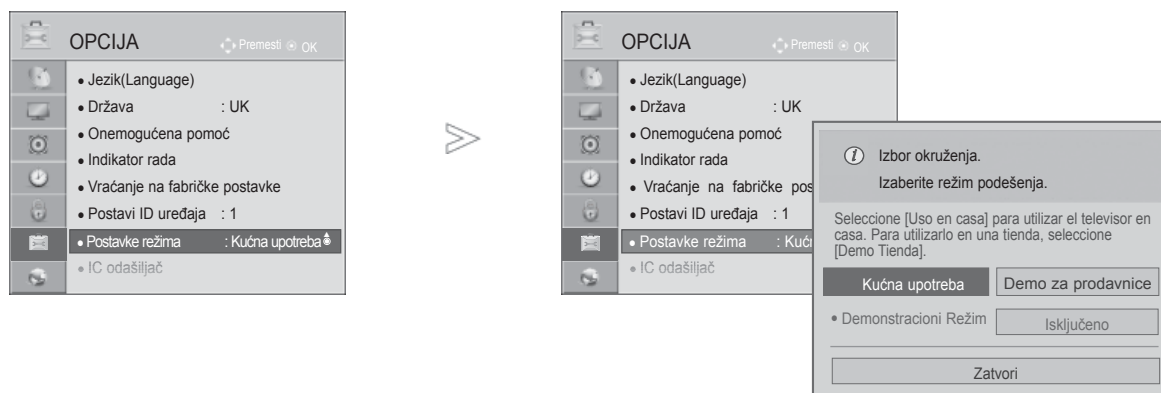 OPCIJA Premesti OK
• Jezik(Language)
• Država : UK
• Onemogućena pomoć
• Indikator rada
• Vraćanje na fabričke postavke
• Postavi ID uređaja : 1
• Postavke režima : Kućna upotreba
• IC odašiljač
OPCIJA Premesti OK
• Jezik(Language)
• Država : UK
• Onemogućena pomoć
• Indikator rada
• Vraćanje na fabričke pos
• Postavi ID uređaja : 1
• Postavke režima : Kućn
• IC odašiljač
Izbor okruženja.
Izaberite režim podešenja.
Seleccione [Uso en casa] para utilizar el televisor en
casa. Para utilizarlo en una tienda, seleccione
[Demo Tienda].
Kućna upotreba Demo za prodavnice
• Demonstracioni Režim Isključeno
Zatvori